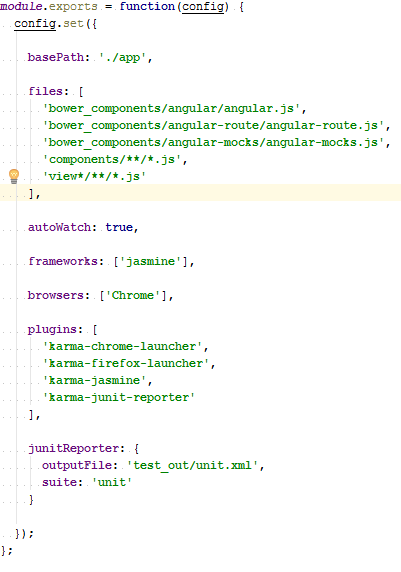 module.exports = function(config) {
  config.set({

    basePath: './app',

    files: [
      'bower_components/angular/angular.js',
      'bower_components/angular-route/angular-route.js',
      'bower_components/angular-mocks/angular-mocks.js',
      'components/**/*.js',
      'view*/**/*.js'
    ],

    autoWatch: true,

    frameworks: ['jasmine'],

    browsers: ['Chrome'],

    plugins: [
      'karma-chrome-launcher',
      'karma-firefox-launcher',
      'karma-jasmine',
      'karma-junit-reporter'
    ],

    junitReporter: {
      outputFile: 'test_out/unit.xml',
      suite: 'unit'
    }

  });
};